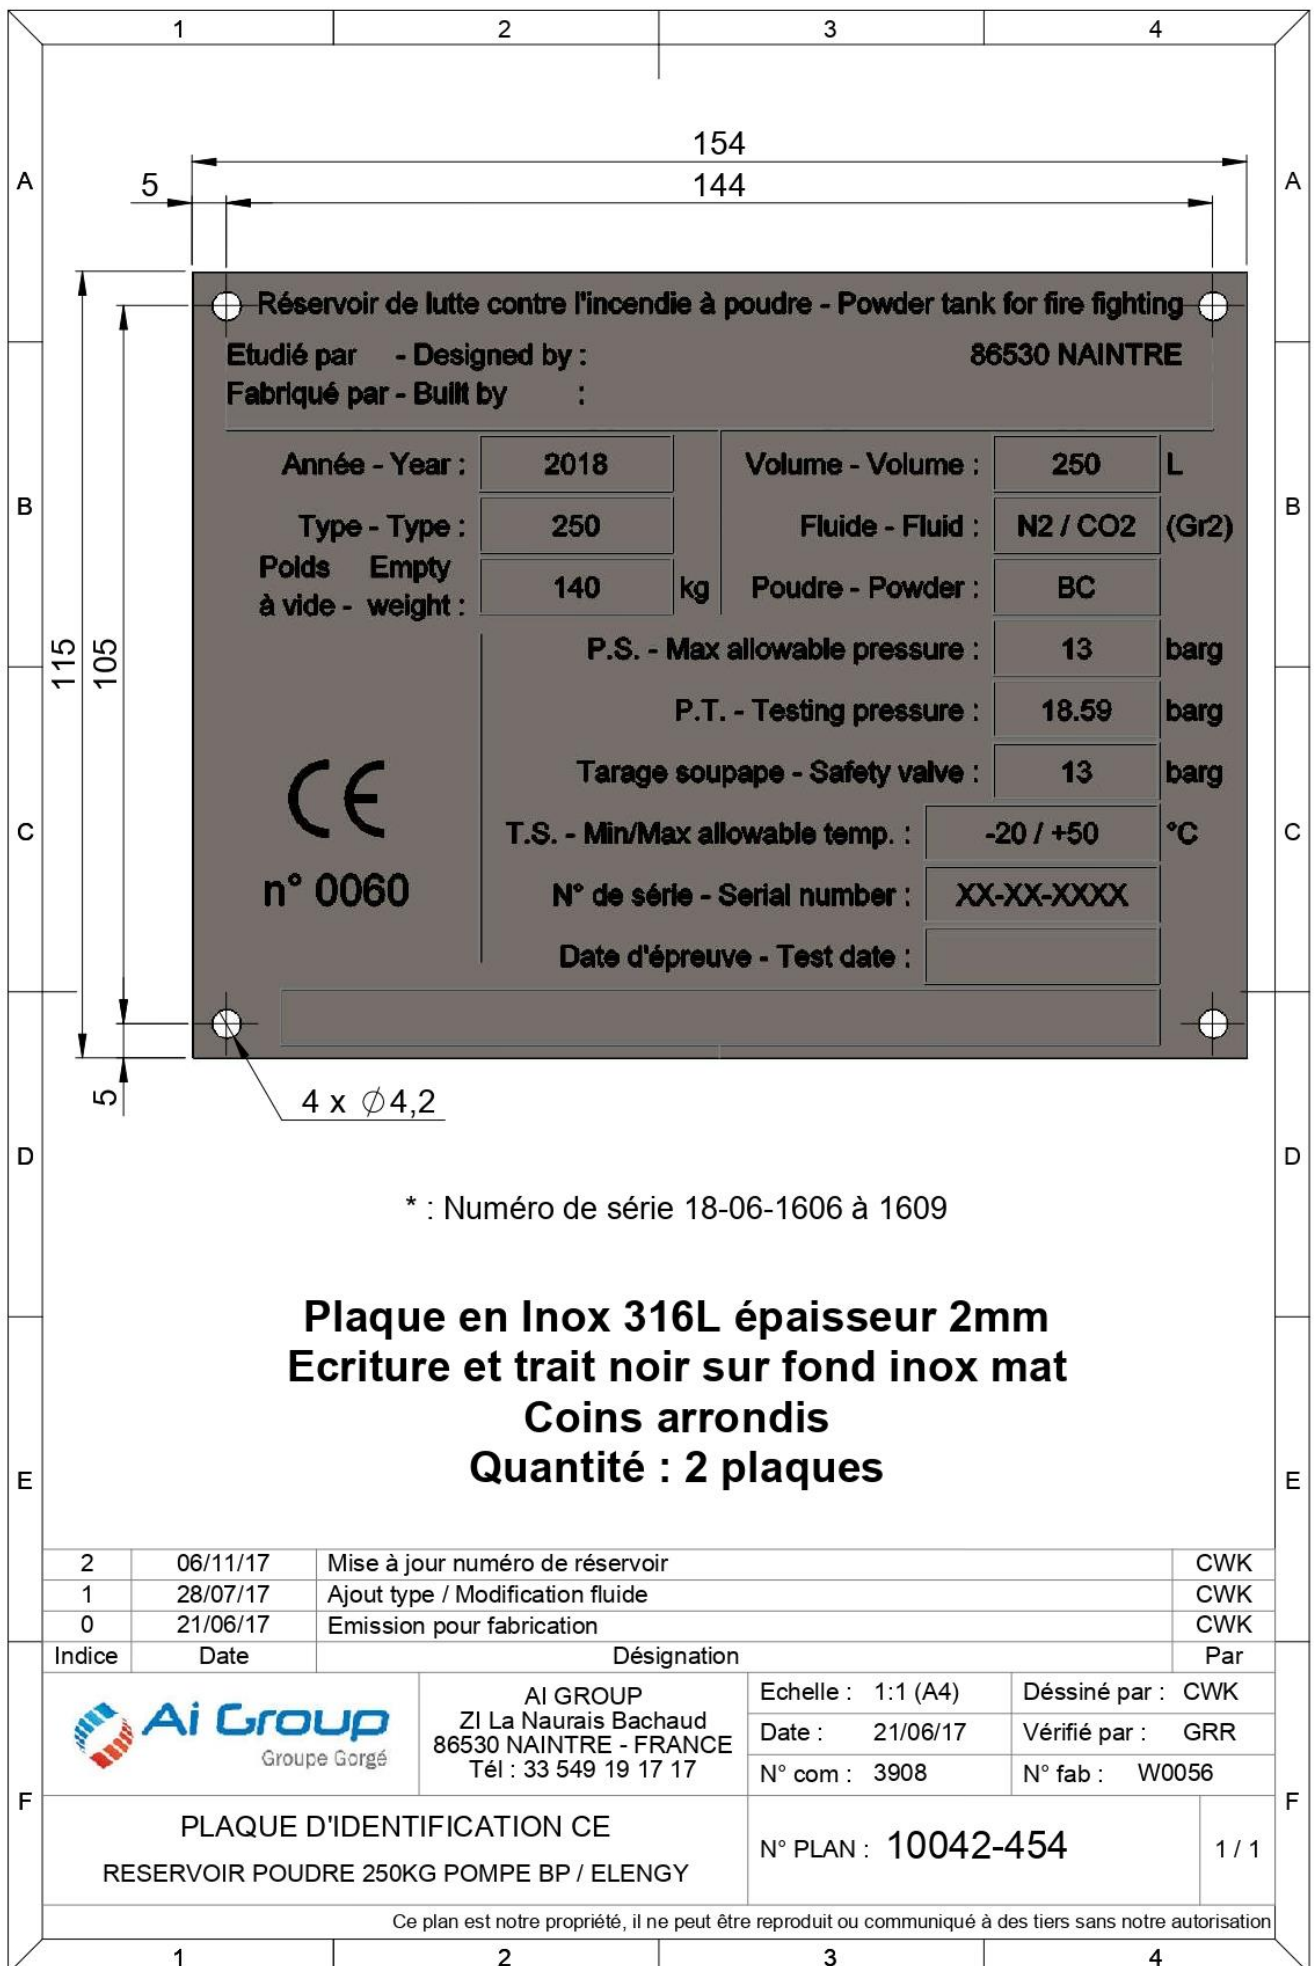 1 2 3 4
154
A 5 144 A
Réservoir de lutte contre l'incendie à poudre - Powder tank for fire fighting
Etudié par - Designed by : 86530 NAINTRE
Fabriqué par - Built by :
Année - Year : 2018 Volume - Volume : 250 L
B Type - Type : 250 Fluide - Fluid : N2 / CO2 (Gr2) B
Poids Empty
à vide - weight : 140 kg Poudre - Powder : BC
115 105
P.S. - Max allowable pressure : 13 barg
P.T. - Testing pressure : 18.59 barg
Tarage soupape - Safety valve : 13 barg
CE
C T.S. - Min/Max allowable temp. : -20 / +50 °C C
n° 0060 N° de série - Serial number : XX-XX-XXXX
Date d'épreuve - Test date :
5 4 x ∅4,2
D D
* : Numéro de série 18-06-1606 à 1609
Plaque en Inox 316L épaisseur 2mm
Ecriture et trait noir sur fond inox mat
Coins arrondis
Quantité : 2 plaques
E E
2 06/11/17 Mise à jour numéro de réservoir CWK
1 28/07/17 Ajout type / Modification fluide CWK
0 21/06/17 Emission pour fabrication CWK
Indice Date Désignation Par
Ai Group
Groupe Gorgé
AI GROUP
ZI La Naurais Bachaud
86530 NAINTRE - FRANCE
Tél : 33 549 19 17 17
Echelle : 1:1 (A4) Déssiné par : CWK
Date : 21/06/17 Vérifié par : GRR
N° com : 3908 N° fab : W0056
F F
PLAQUE D'IDENTIFICATION CE
RESERVOIR POUDRE 250KG POMPE BP / ELENGY
N° PLAN : 10042-454 1 / 1
Ce plan est notre propriété, il ne peut être reproduit ou communiqué à des tiers sans notre autorisation
1 2 3 4